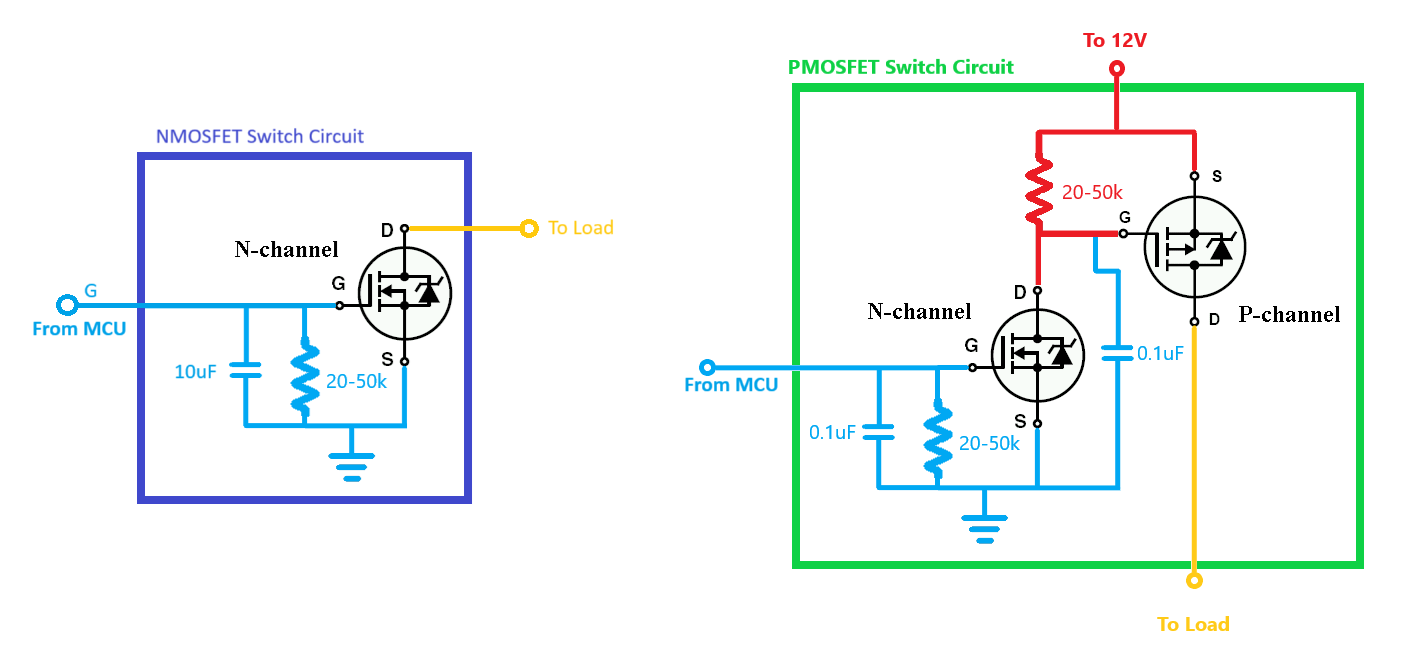 NMOSFET Switch Circuit
N-channel
D
To Load
G
G
From MCU
S
10uF
20-50k
To 12V
PMOSFET Switch Circuit
20-50k
S
G
D
N-channel
D
P-channel
G
0.1uF
From MCU
S
0.1uF
20-50k
To Load